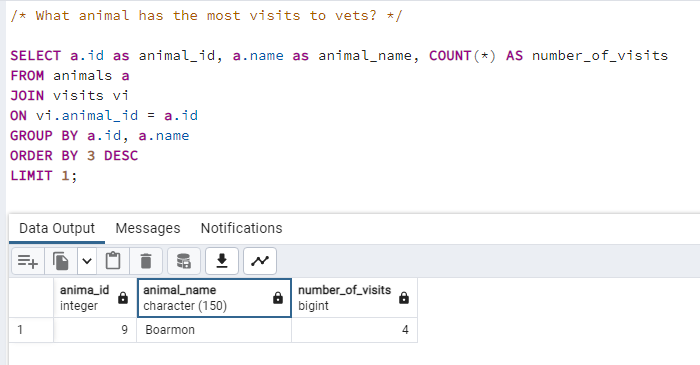 /* What animal has the most visits to vets? */
SELECT a.id as animal_id, a.name as animal_name, COUNT(*) AS number_of_visits
FROM animals a
JOIN visits vi
ON vi.animal_id = a.id
GROUP BY a.id, a.name
ORDER BY 3 DESC
LIMIT 1;
Data Output Messages Notifications
anima_id animal_name number_of_visits
integer character (150) bigint
1 9 Boarmon 4